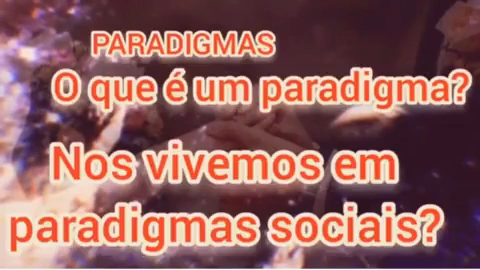 PARADIGMAS
O que é um paradigma?
Nos vivemos em
paradigmas sociais?